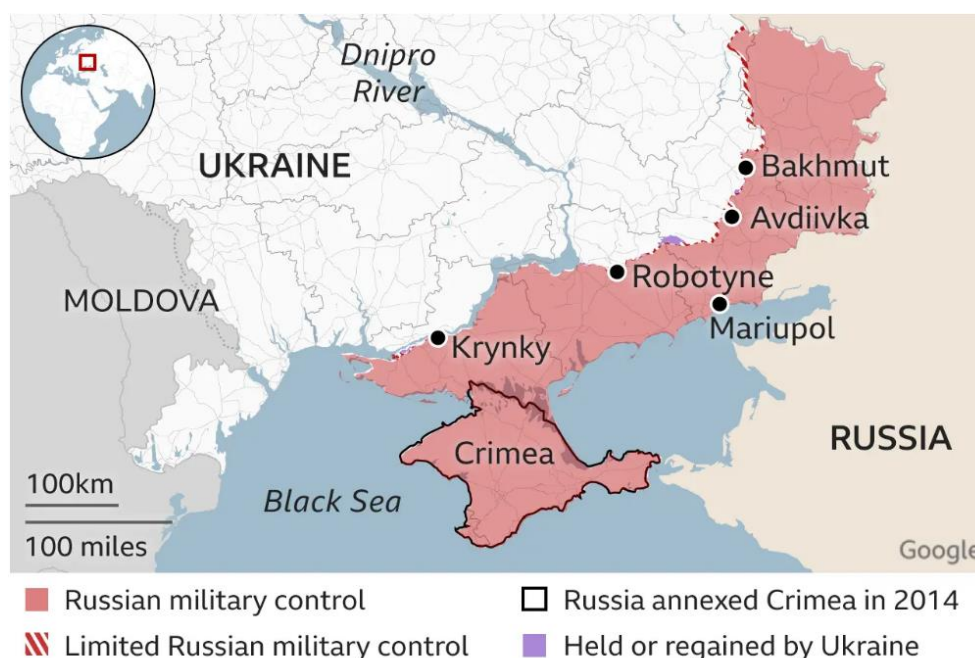 Dnipro
River
UKRAINE
Bakhmut
Avdiivka
Robotyne
MOLDOVA
Mariupol
Krynky
RUSSIA
Crimea
100km
Black Sea
100 miles
Google
Russian military control
Russia annexed Crimea in 2014
Limited Russian military control
Held or regained by Ukraine